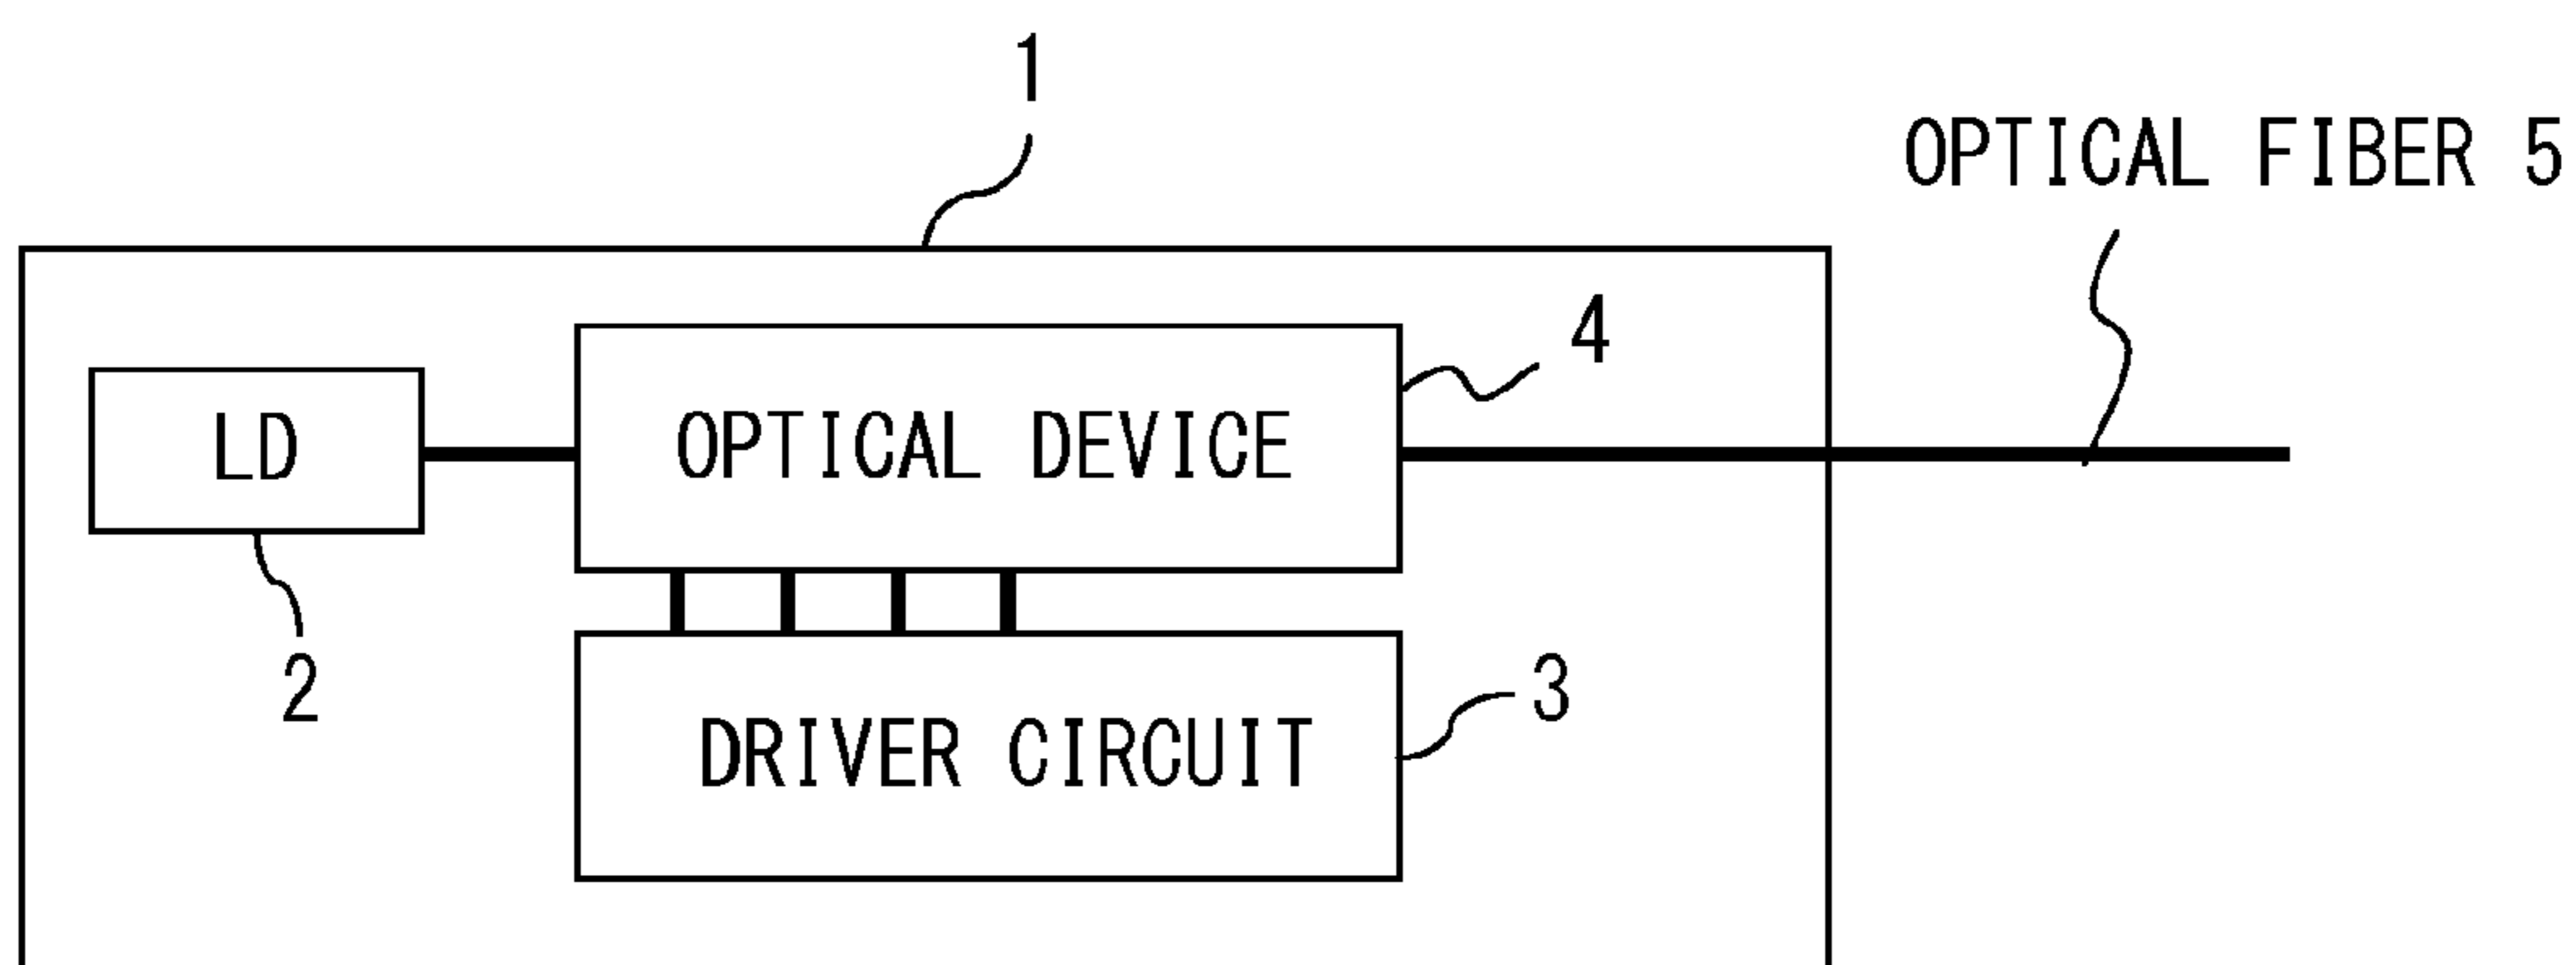 1
OPTICAL FIBER 5
4
LD
OPTICAL DEVICE
2
3
DRIVER CIRCUIT